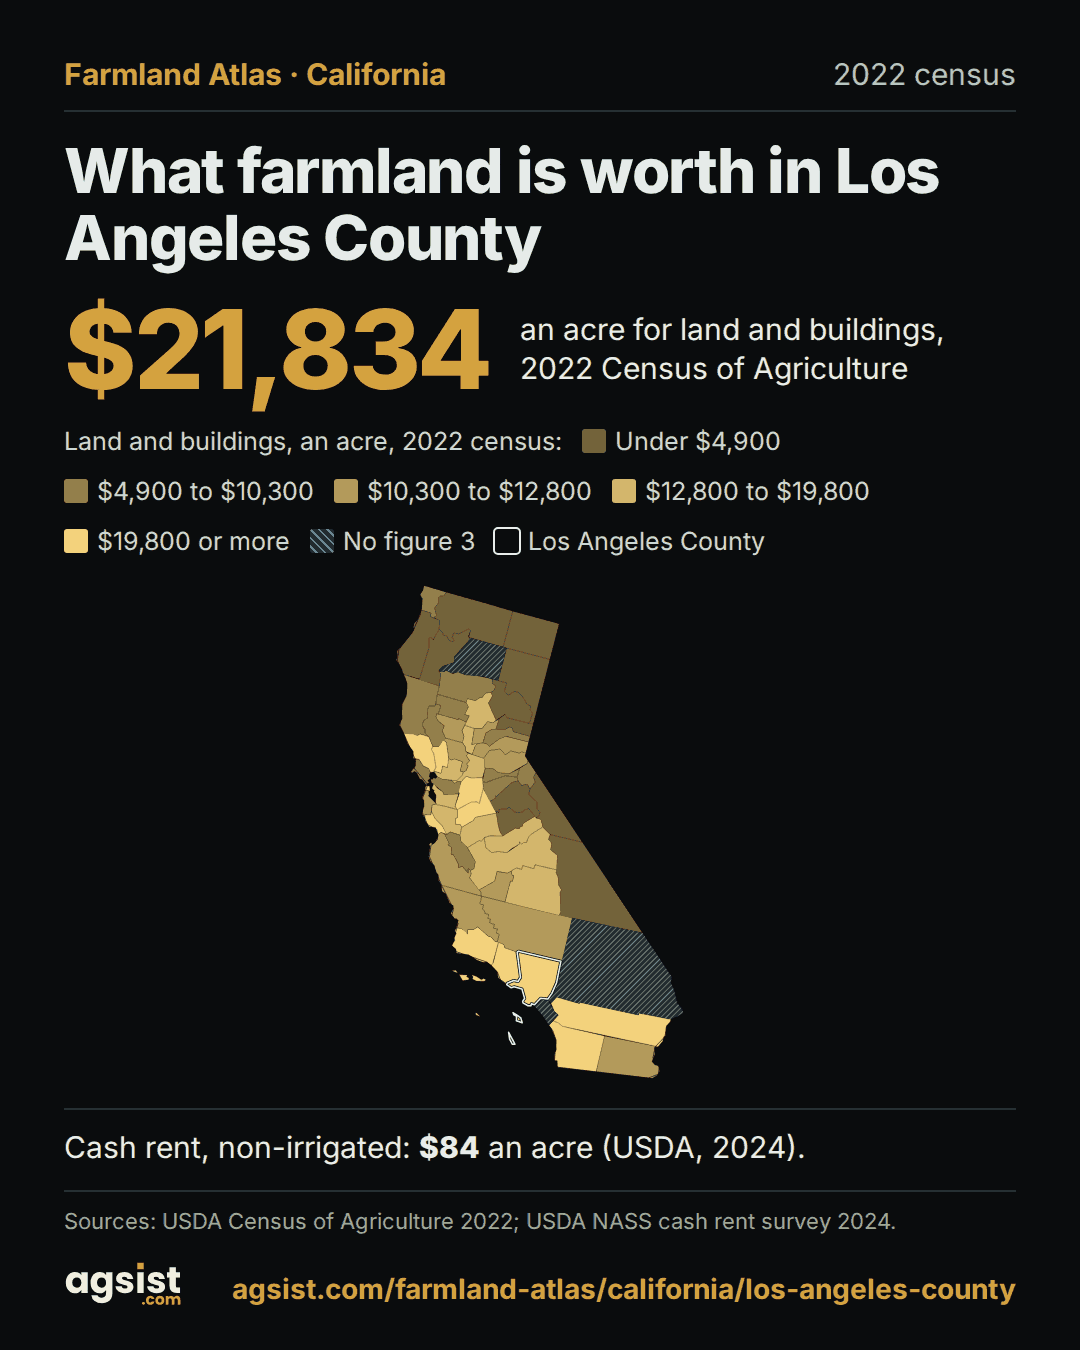 Farmland Atlas · California
2022 census
What farmland is worth in Los
Angeles County
$21,834
an acre for land and buildings,
2022 Census of Agriculture
Land and buildings, an acre, 2022 census: Under $4,900
$4,900 to $10,300 $10,300 to $12,800 $12,800 to $19,800
$19,800 or more No figure 3 Los Angeles County
Cash rent, non-irrigated: $84 an acre (USDA, 2024).
Sources: USDA Census of Agriculture 2022; USDA NASS cash rent survey 2024.
agsist
.com
agsist.com/farmland-atlas/california/los-angeles-county